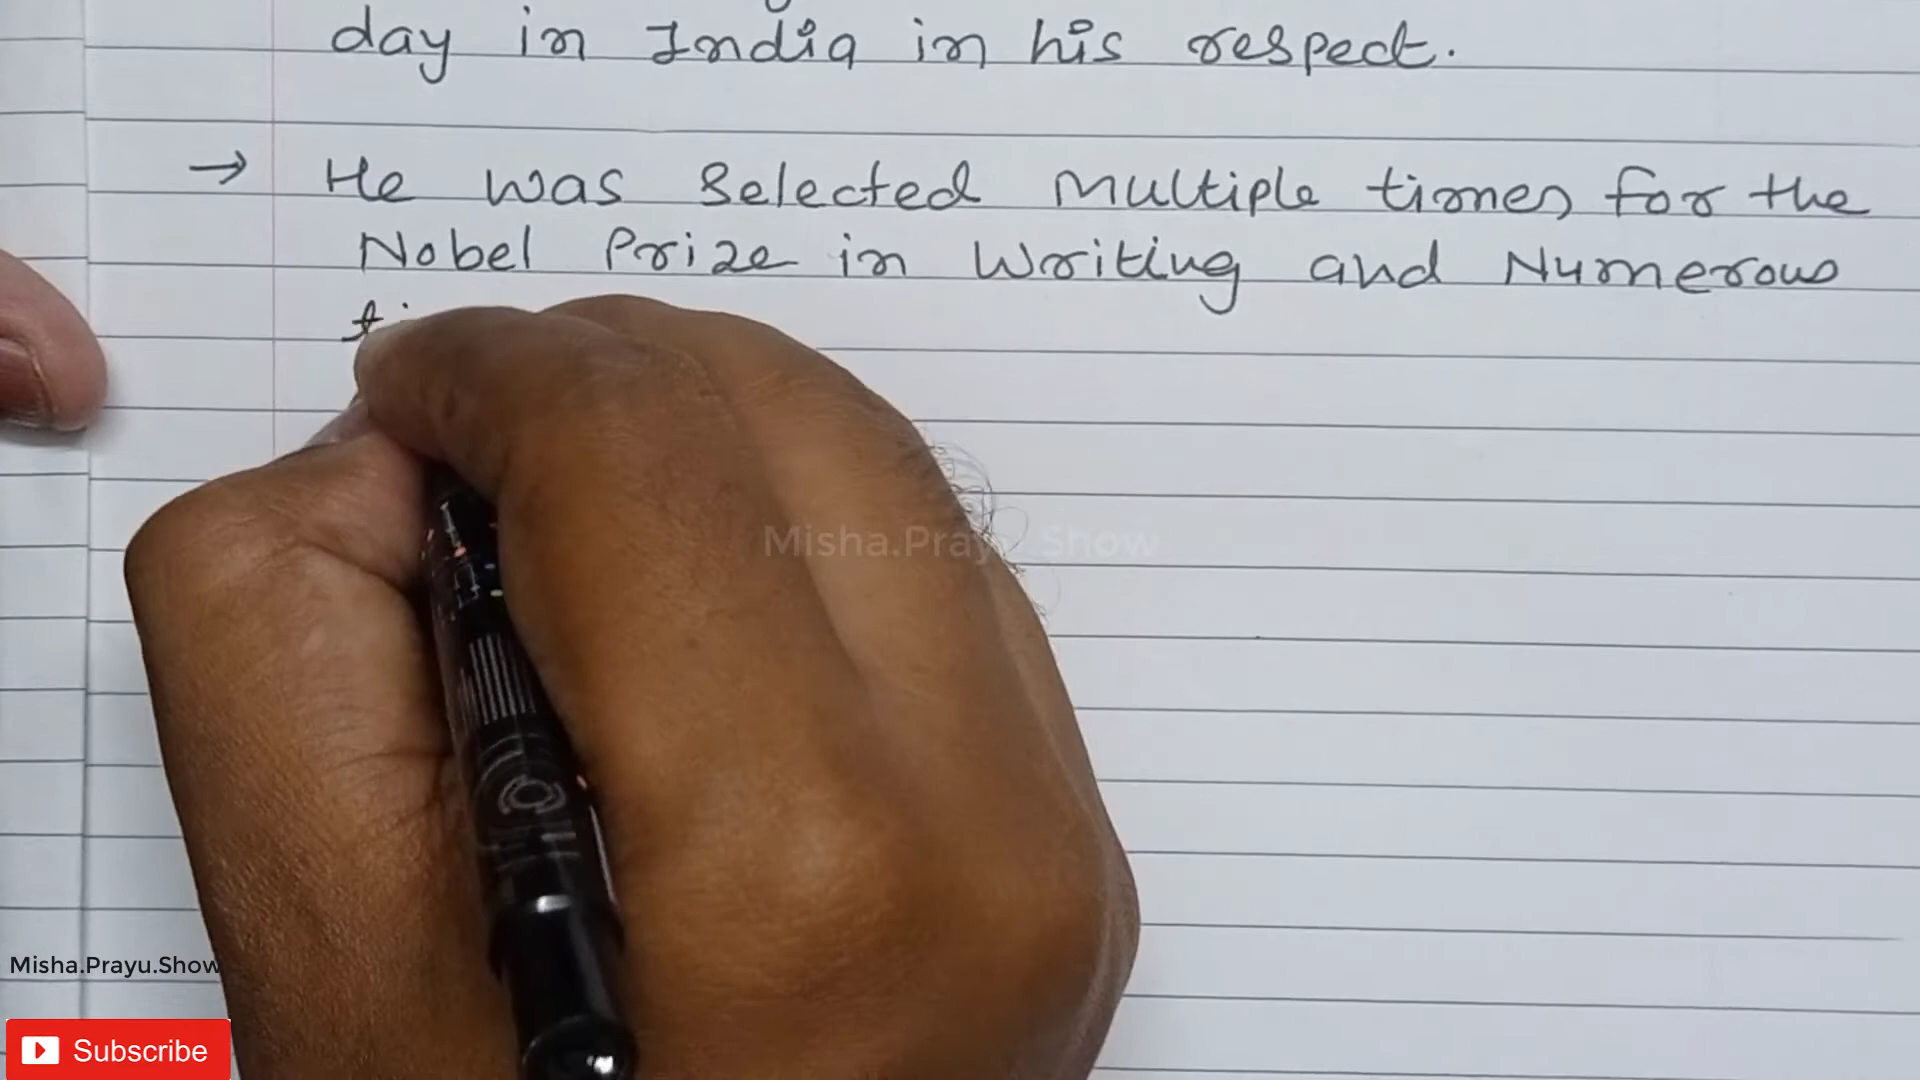 day in India in his respect.
→ He was Selected Multiple times for the
Nobel Prize in Writing and Numerous
Misha.Prayu.Show
Misha.Prayu.Show
Subscribe